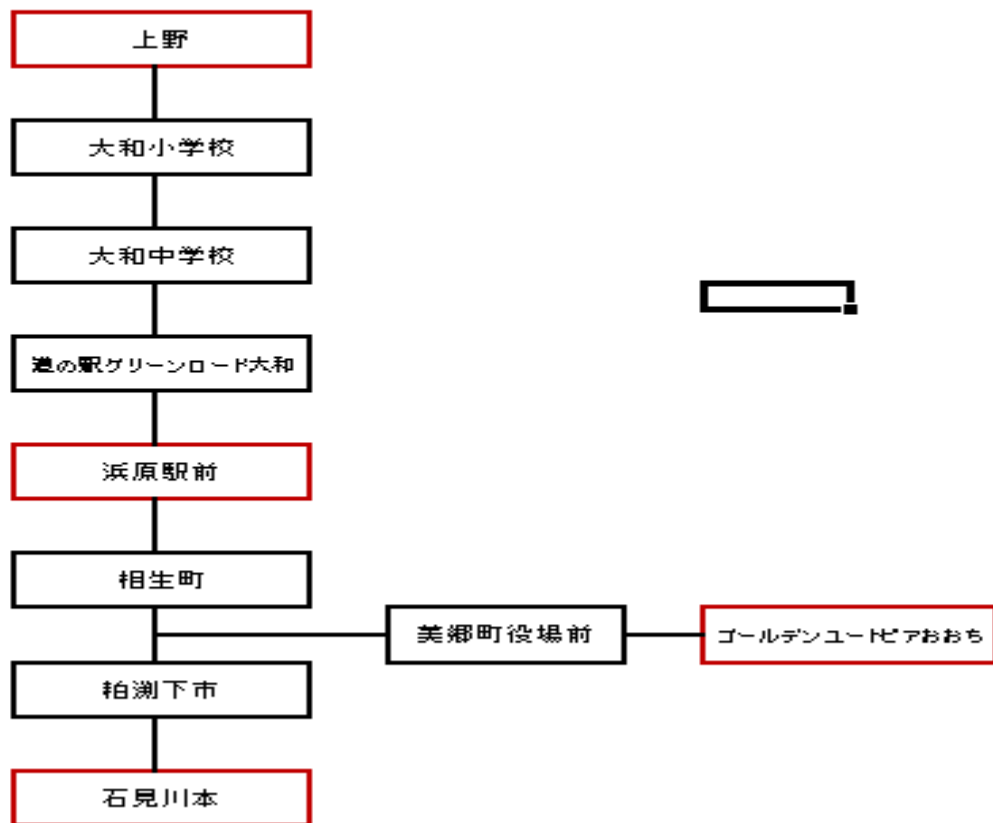 上野
大和小学校
大和中学校
道の駅グリーンロード大和
浜原駅前
相生町
美郷町役場前
ゴールデンユートピアおおち
粕渕下市
石見川本